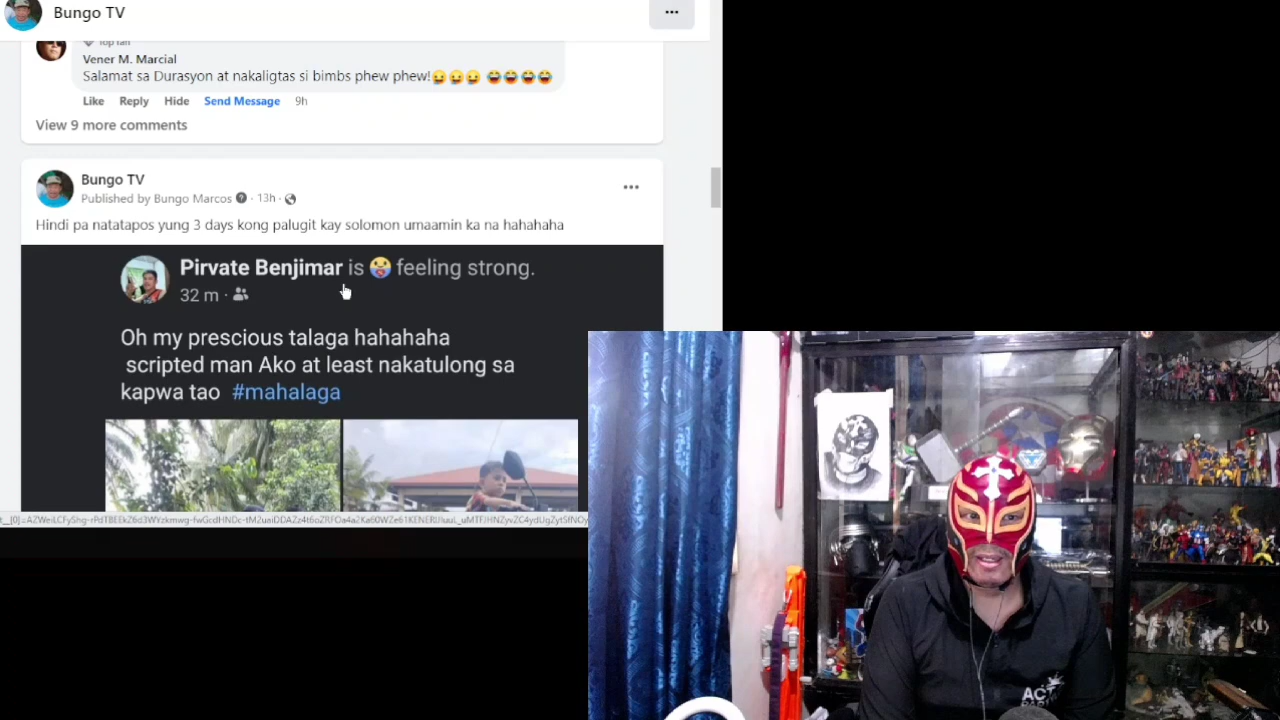 Bungo TV
Top fan
Vener M. Marcial
Salamat sa Durasyon at nakaligtas si bimbs phew phew!😆😆😆 😂😂😂😂
Like Reply Hide Send Message 9h
View 9 more comments
Bungo TV
Published by Bungo Marcos · 13h ·
Hindi pa natatapos yung 3 days kong palugit kay solomon umaamin ka na hahahaha
Pirvate Benjimar is 🤪 feeling strong.
32 m ·
Oh my prescious talaga hahahaha
scripted man Ako at least nakatulong sa
kapwa tao #mahalaga
ACT